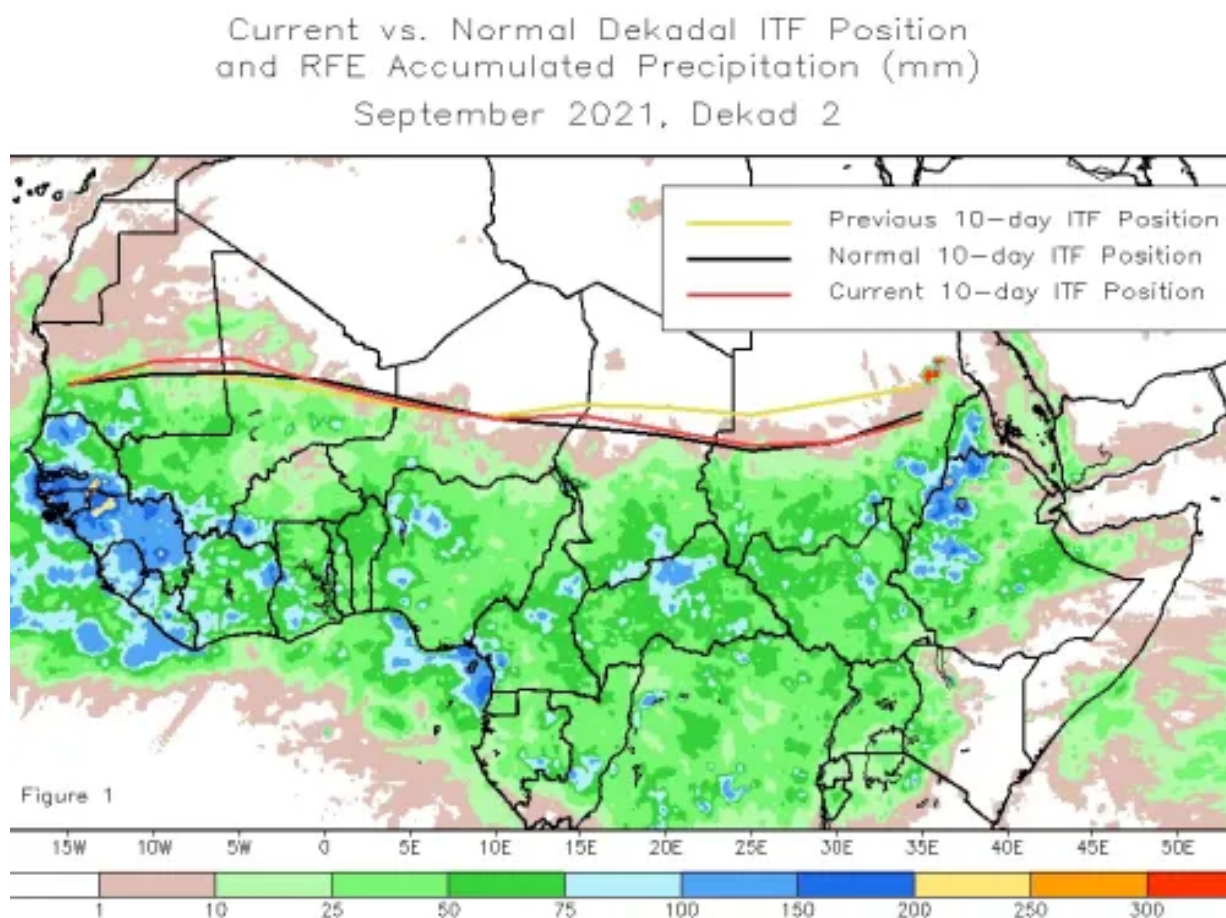 Current vs. Normal Dekadal ITF Position
and RFE Accumulated Precipitation (mm)
September 2021, Dekad 2
Previous 10-day ITF Position
Normal 10-day ITF Position
Current 10-day ITF Position
Figure 1
15W 10W 5W 0 5E 10E 15E 20E 25E 30E 35E 40E 45E 50E
1 10 25 50 75 100 150 200 250 300